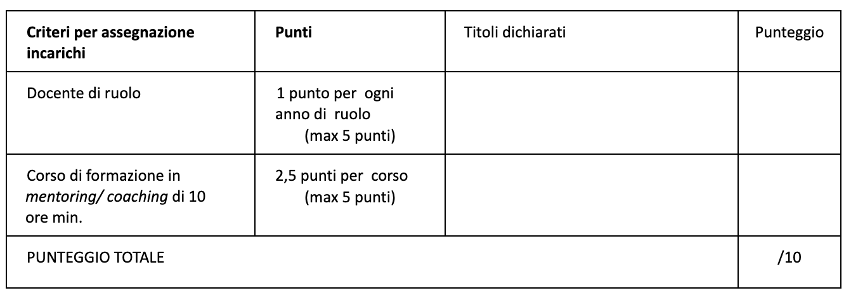 Criteri per assegnazione
incarichi
Punti
Titoli dichiarati
Punteggio
Docente di ruolo
1 punto per ogni
anno di ruolo
(max 5 punti)
Corso di formazione in
mentoring/ coaching di 10
ore min.
2,5 punti per corso
(max 5 punti)
PUNTEGGIO TOTALE
/10